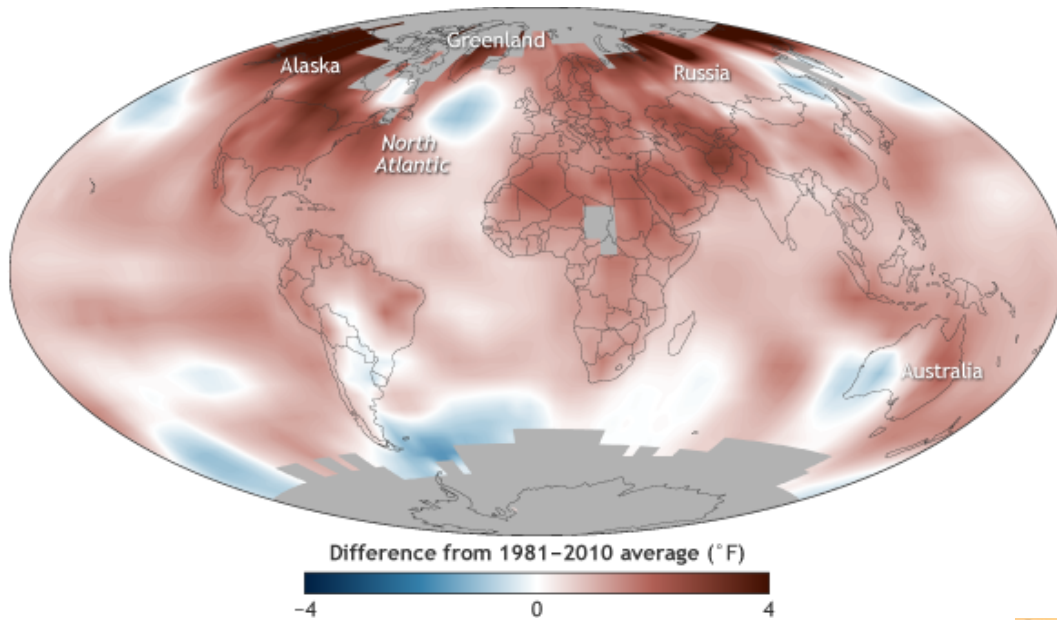 Greenland
Alaska
Russia
North
Atlantic
Australia
Difference from 1981–2010 average (°F)
−4 0 4